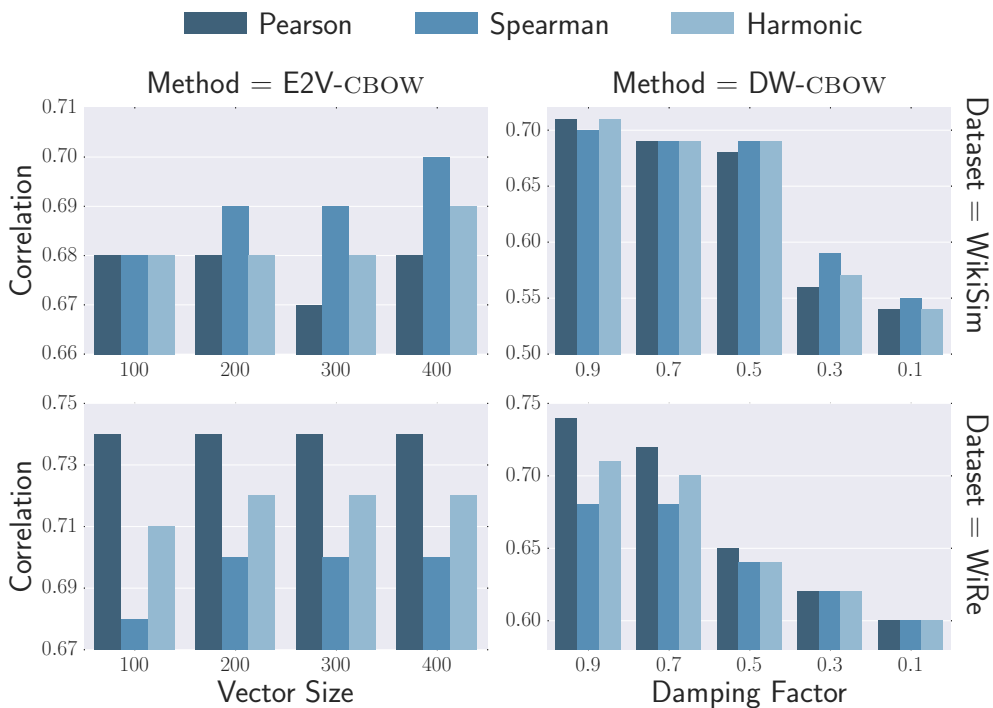 Pearson Spearman Harmonic
Method = E2V-CBOW
Method = DW-CBOW
Correlation
0.71
0.70
0.69
0.68
0.67
0.66
100 200 300 400
0.70
0.65
0.60
0.55
0.50
0.9 0.7 0.5 0.3 0.1
Dataset = WikiSim
Correlation
0.75
0.73
0.71
0.69
0.67
100 200 300 400
Vector Size
0.75
0.70
0.65
0.60
0.9 0.7 0.5 0.3 0.1
Damping Factor
Dataset = WiRe